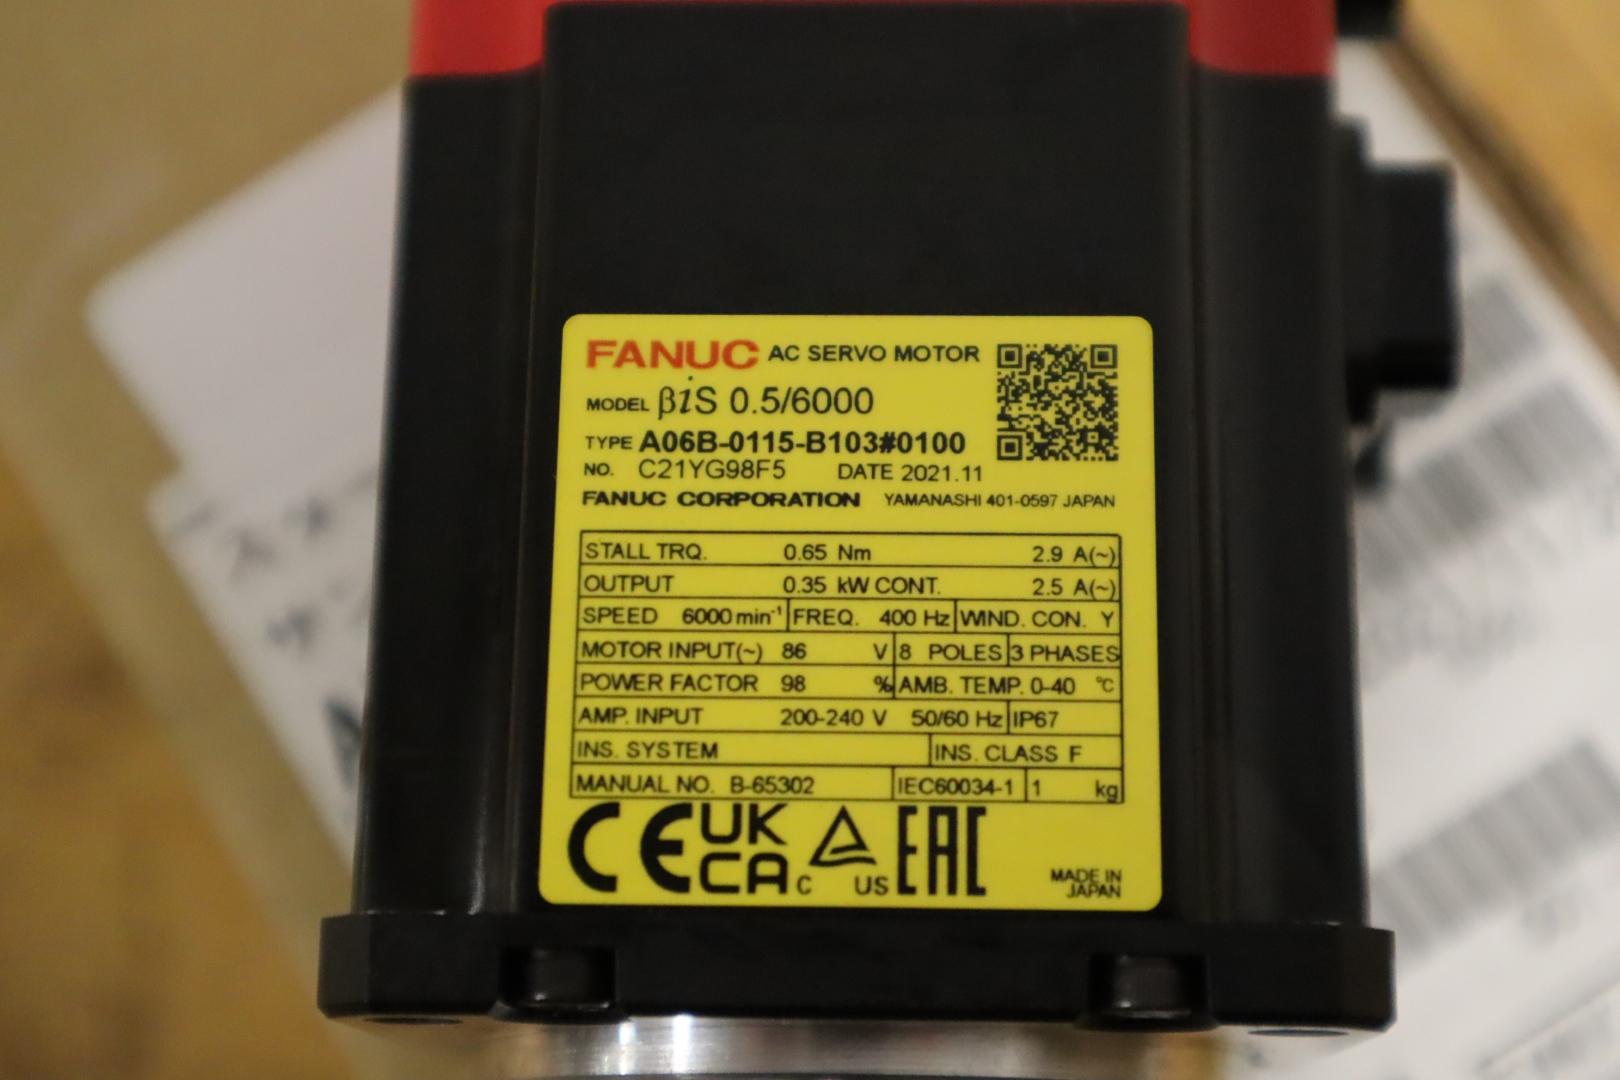 FANUC AC SERVO MOTOR
MODEL βiS 0.5/6000
TYPE A06B-0115-B103#0100
NO. C21YG98F5 DATE 2021.11
FANUC CORPORATION YAMANASHI 401-0597 JAPAN
STALL TRQ. 0.65 Nm 2.9 A(~)
OUTPUT 0.35 kW CONT. 2.5 A(~)
SPEED 6000 min⁻¹ FREQ. 400 Hz WIND. CON. Y
MOTOR INPUT(~) 86 V 8 POLES 3 PHASES
POWER FACTOR 98 % AMB. TEMP. 0-40 °C
AMP. INPUT 200-240 V 50/60 Hz IP67
INS. SYSTEM INS. CLASS F
MANUAL NO. B-65302 IEC60034-1 1 kg
CE UK CA C US EAC
MADE IN JAPAN